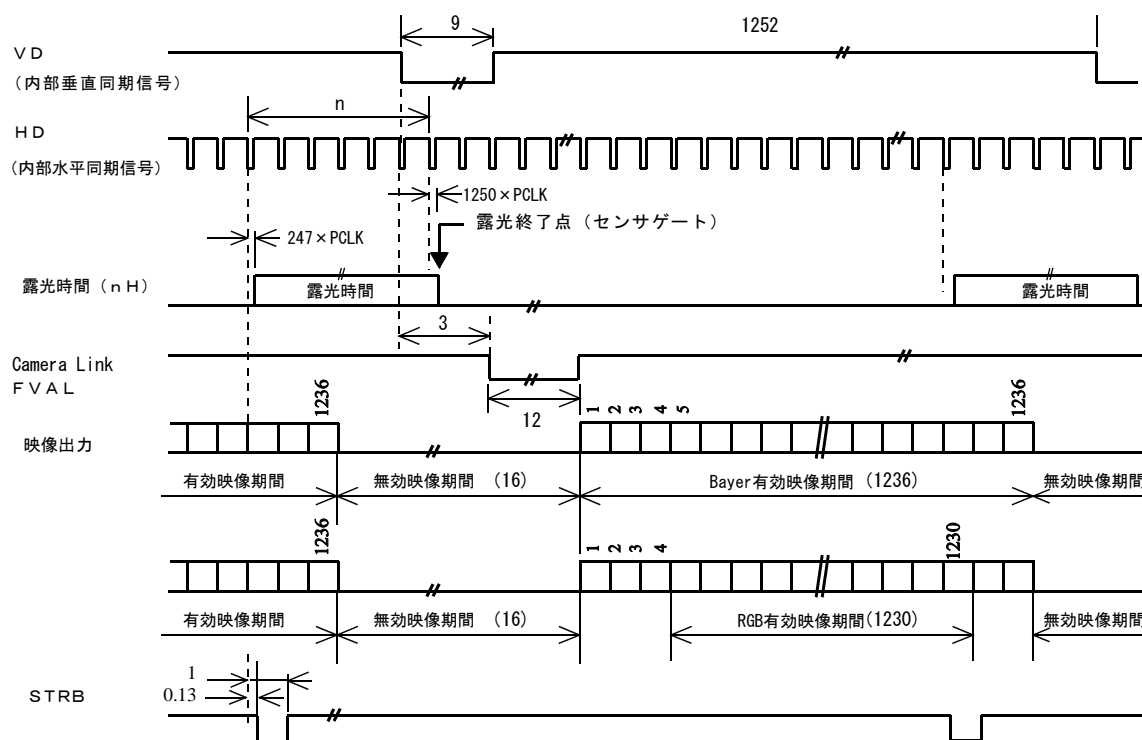 9
1252
ＶＤ
（内部垂直同期信号）
n
ＨＤ
(内部水平同期信号)
1250×PCLK
露光終了点（センサゲート）
247×PCLK
露光時間（ｎＨ）
露光時間
露光時間
3
Camera Link
ＦＶＡＬ
12
1236
1
2
3
4
5
1236
映像出力
有効映像期間
無効映像期間 (16)
Bayer有効映像期間(1236)
無効映像期間
1236
1
2
3
4
1230
有効映像期間
無効映像期間 (16)
RGB有効映像期間(1230)
無効映像期間
1
0.13
ＳＴＲＢ